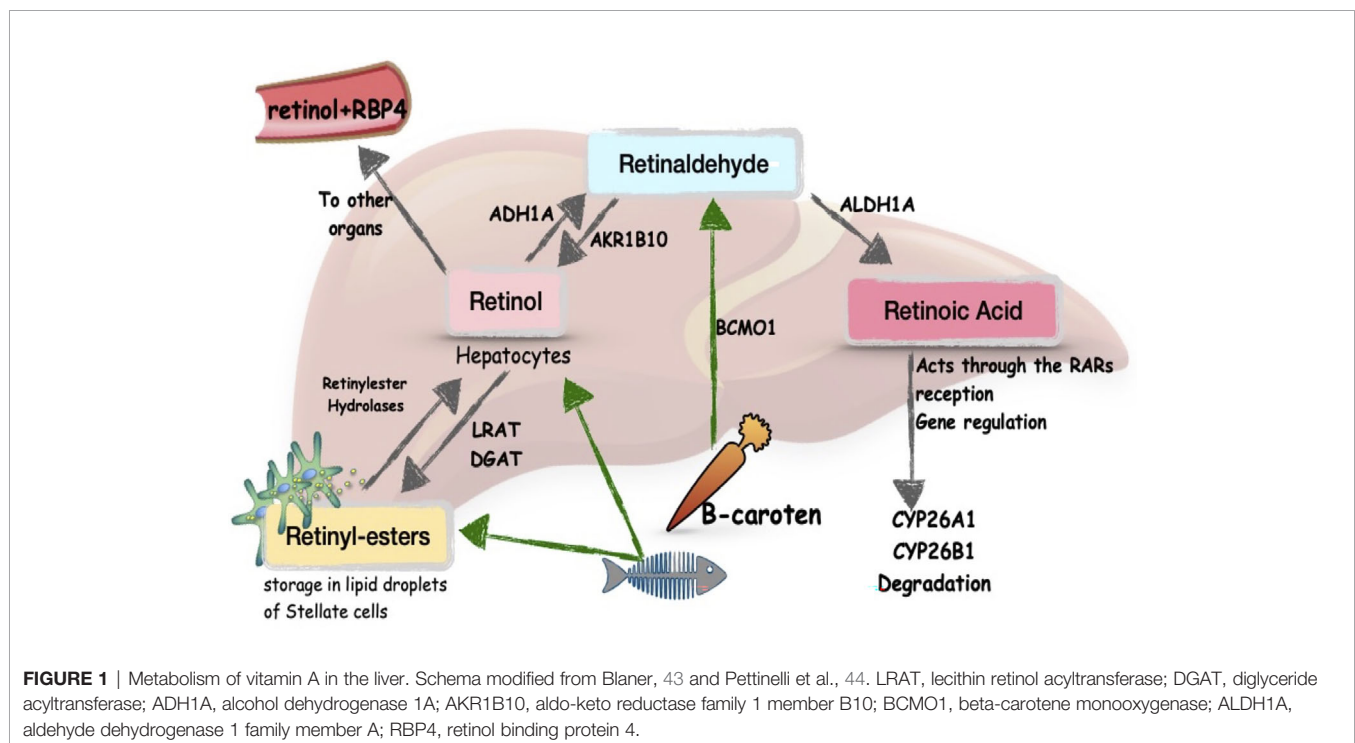 retinol+RBP4
Retinaldehyde
To other
organs
ADH1A
AKR1B10
ALDH1A
Retinol
Retinoic Acid
BCMO1
Hepatocytes
Acts through the RARs
reception
Gene regulation
Retinylester
Hydrolases
LRAT
DGAT
B-caroten
Retinyl-esters
CYP26A1
CYP26B1
Degradation
storage in lipid droplets
of Stellate cells
FIGURE 1 | Metabolism of vitamin A in the liver. Schema modified from Blaner, 43 and Pettinelli et al., 44. LRAT, lecithin retinol acyltransferase; DGAT, diglyceride
acyltransferase; ADH1A, alcohol dehydrogenase 1A; AKR1B10, aldo-keto reductase family 1 member B10; BCMO1, beta-carotene monooxygenase; ALDH1A,
aldehyde dehydrogenase 1 family member A; RBP4, retinol binding protein 4.